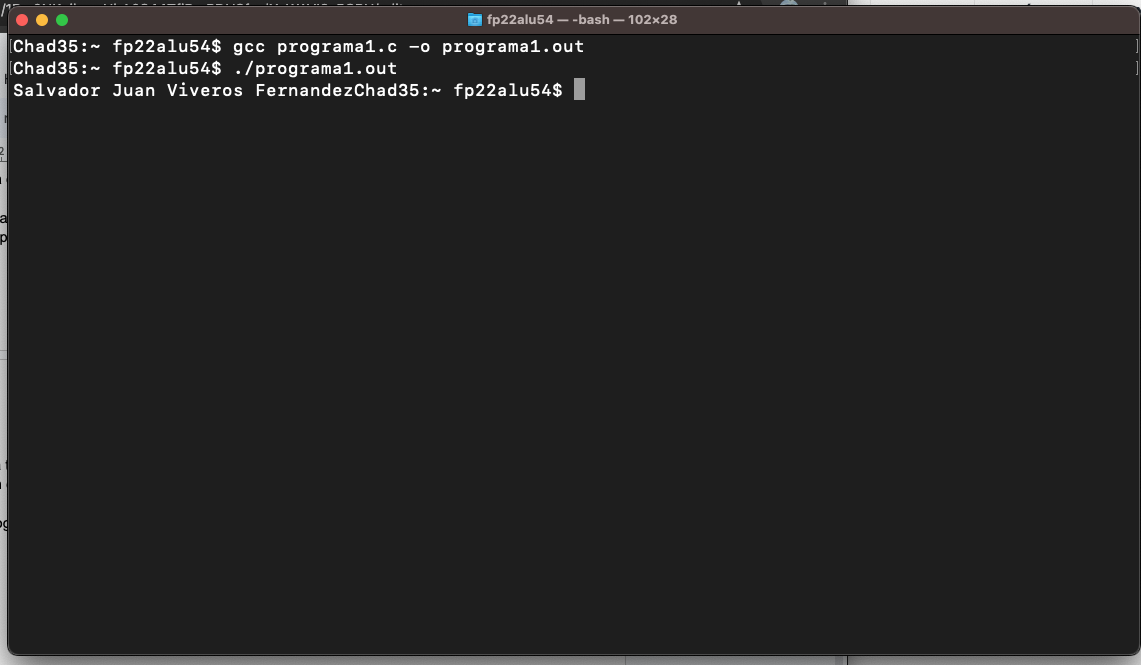 fp22alu54 — -bash — 102×28
Chad35:~ fp22alu54$ gcc programa1.c -o programa1.out
Chad35:~ fp22alu54$ ./programa1.out
Salvador Juan Viveros FernandezChad35:~ fp22alu54$